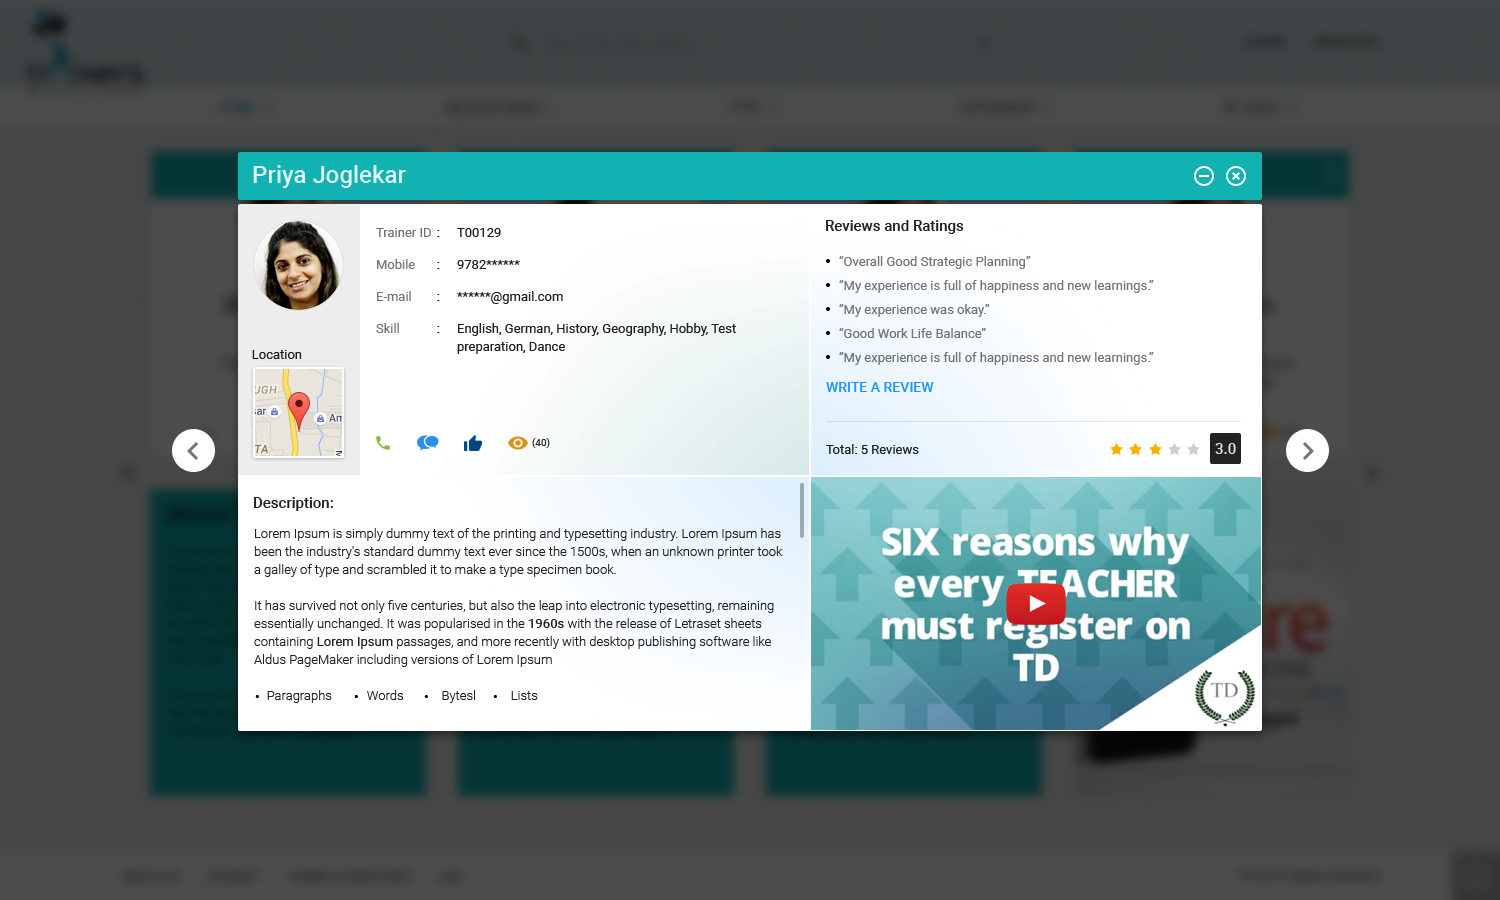 Priya Joglekar
Trainer ID : T00129
Mobile : 9782******
E-mail : ******@gmail.com
Skill : English, German, History, Geography, Hobby, Test
preparation, Dance
Location
UGH
sar
Am
TA
(40)
Reviews and Ratings
• “Overall Good Strategic Planning”
• “My experience is full of happiness and new learnings.”
• “My experience was okay.”
• “Good Work Life Balance”
• “My experience is full of happiness and new learnings.”
WRITE A REVIEW
Total: 5 Reviews
3.0
Description:
Lorem Ipsum is simply dummy text of the printing and typesetting industry. Lorem Ipsum has
been the industry's standard dummy text ever since the 1500s, when an unknown printer took
a galley of type and scrambled it to make a type specimen book.
It has survived not only five centuries, but also the leap into electronic typesetting, remaining
essentially unchanged. It was popularised in the 1960s with the release of Letraset sheets
containing Lorem Ipsum passages, and more recently with desktop publishing software like
Aldus PageMaker including versions of Lorem Ipsum
• Paragraphs • Words • Bytesl • Lists
SIX reasons why
every TEACHER
must register on
TD
TD